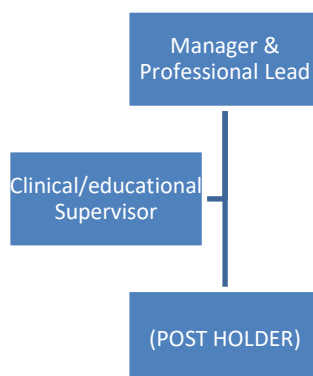 Manager &
Professional Lead
Clinical/educational
Supervisor
(POST HOLDER)